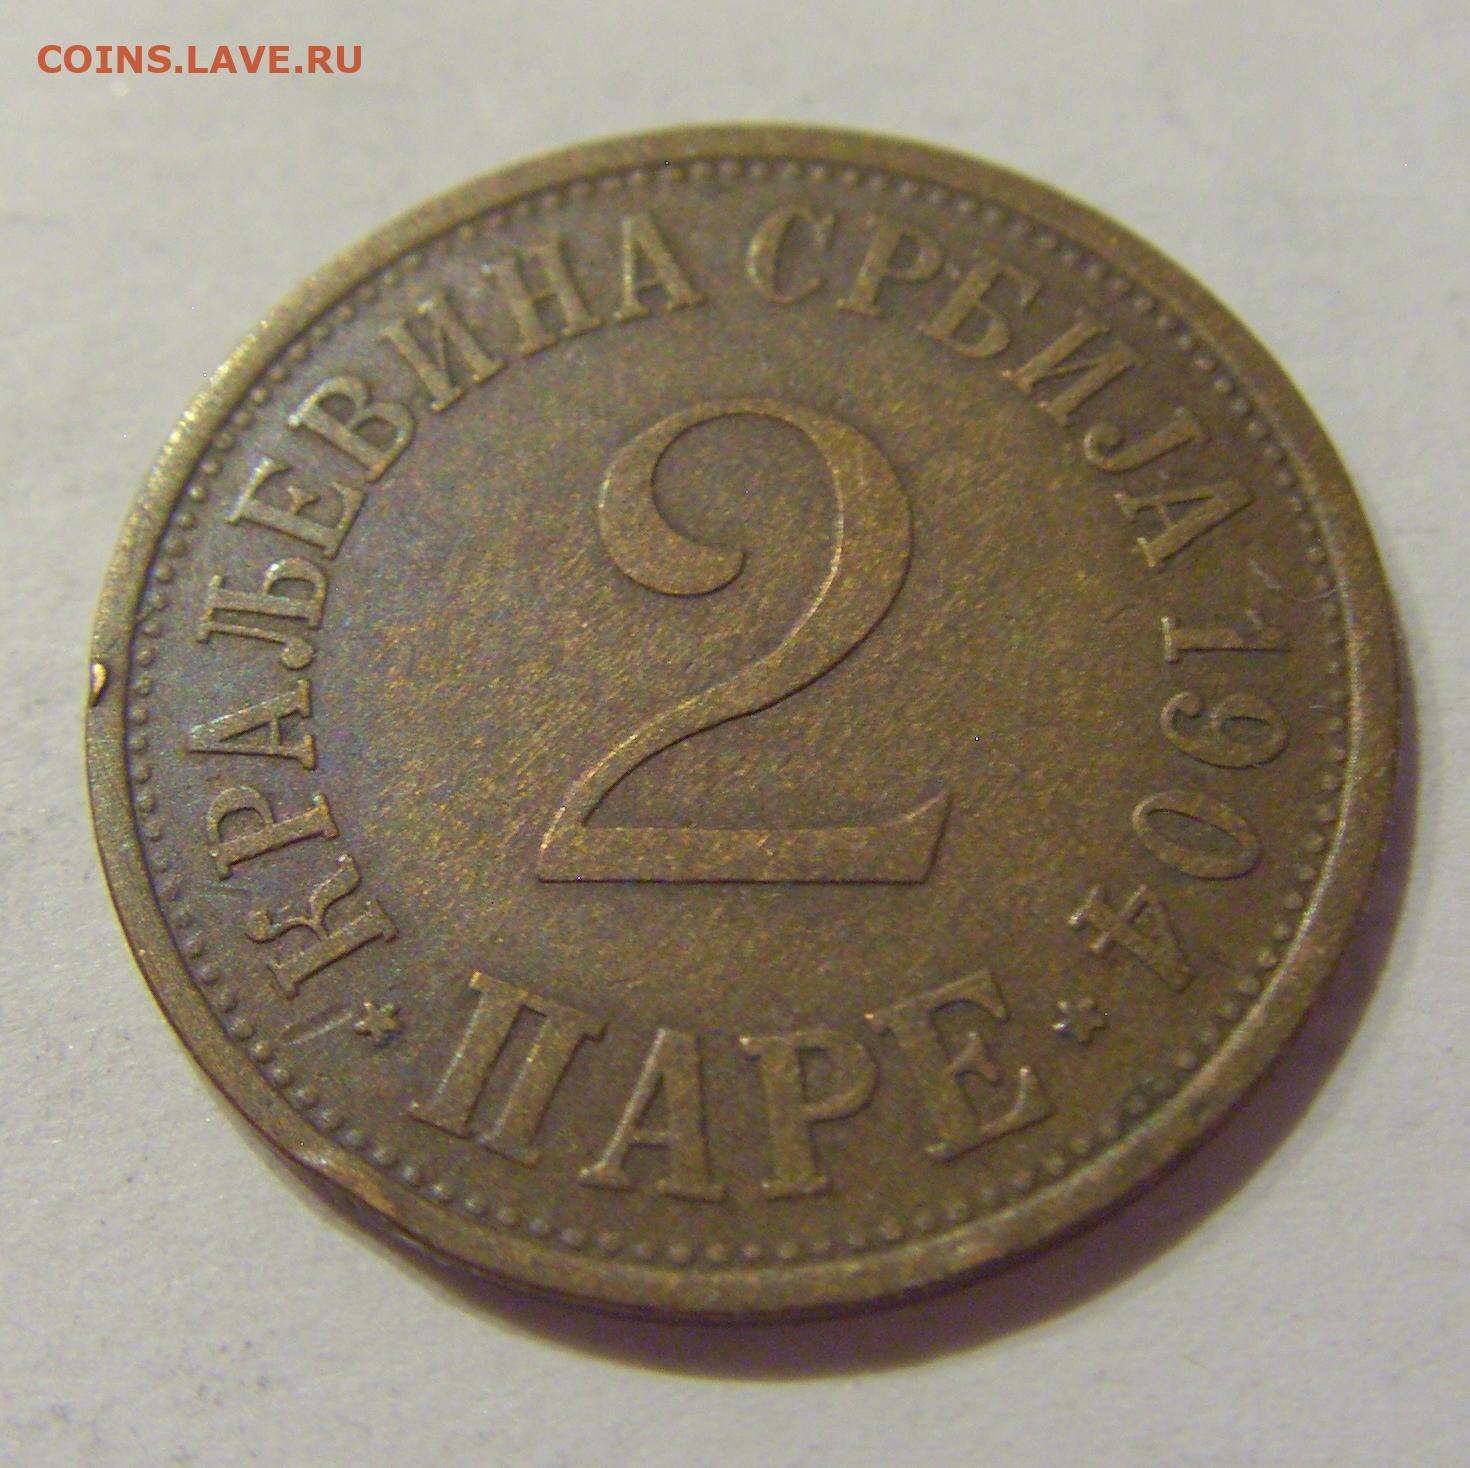 COINS.LAVE.RU
КРАЉЕВИНА СРБИЈА 1904
2
ПАРЕ